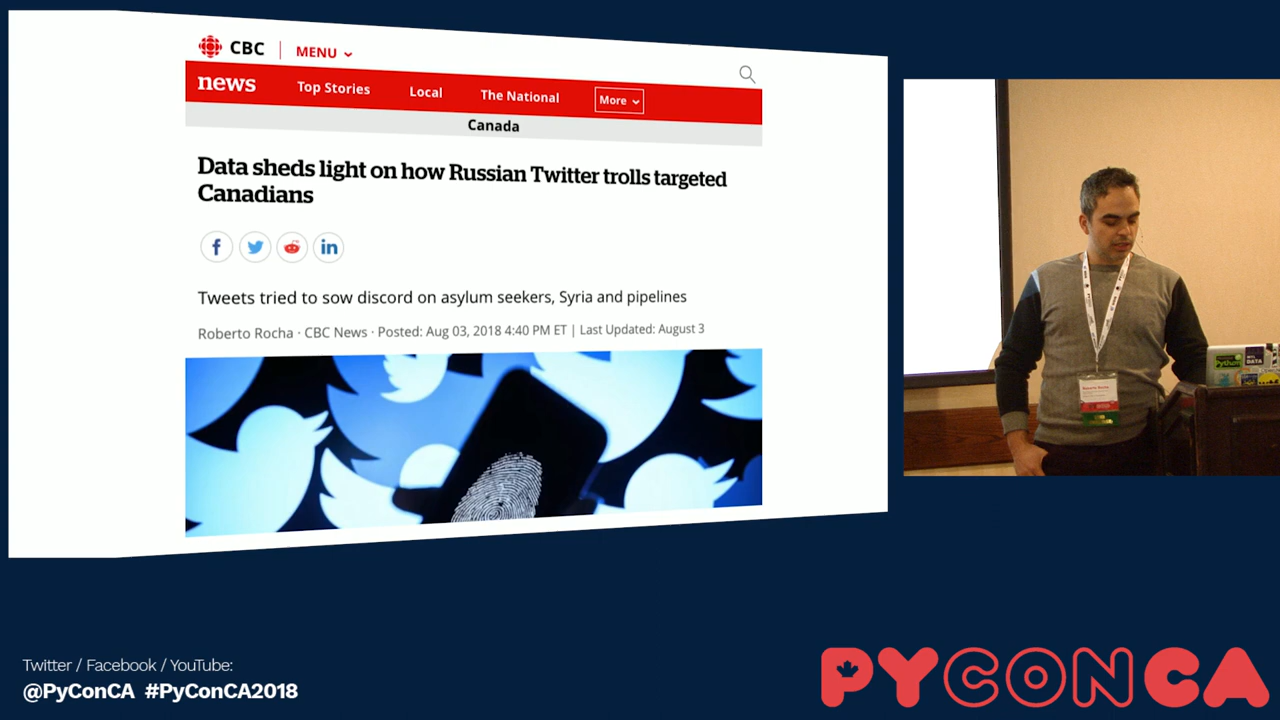 CBC MENU
news Top Stories Local The National More
Canada
Data sheds light on how Russian Twitter trolls targeted
Canadians
Tweets tried to sow discord on asylum seekers, Syria and pipelines
Roberto Rocha · CBC News · Posted: Aug 03, 2018 4:40 PM ET | Last Updated: August 3
Python
DATA
Twitter / Facebook / YouTube:
@PyConCA #PyConCA2018
PYCONCA